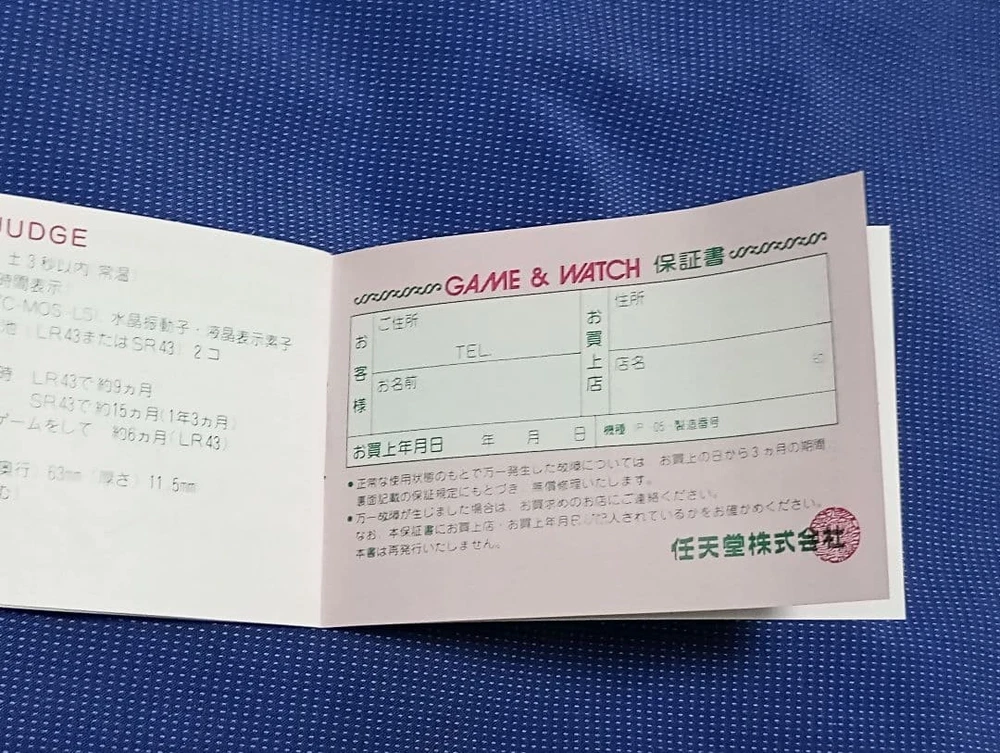 JUDGE
±3秒以内 常温)
時間表示
C-MOS-LSI、水晶振動子・液晶表示素子
池（LR43またはSR43）2コ
時 LR43で約9ヵ月
SR43で約15ヵ月(1年3ヵ月)
ゲームをして 約6ヵ月(LR43)
奥行）63mm（厚さ）11.5mm
む）
GAME & WATCH 保証書
お客様
ご住所
TEL.
お名前
お買上店
住所
店名
印
お買上年月日 年 月 日
機種 IP-05 製造番号
●正常な使用状態のもとで万一発生した故障については、お買上の日から3ヵ月の期間
裏面記載の保証規定にもとづき、無償修理いたします。
●万一故障が生じました場合は、お買求めのお店にご連絡ください。
なお、本保証書にお買上店・お買上年月日が記入されているかをお確かめください。
本書は再発行いたしません。
任天堂株式会社